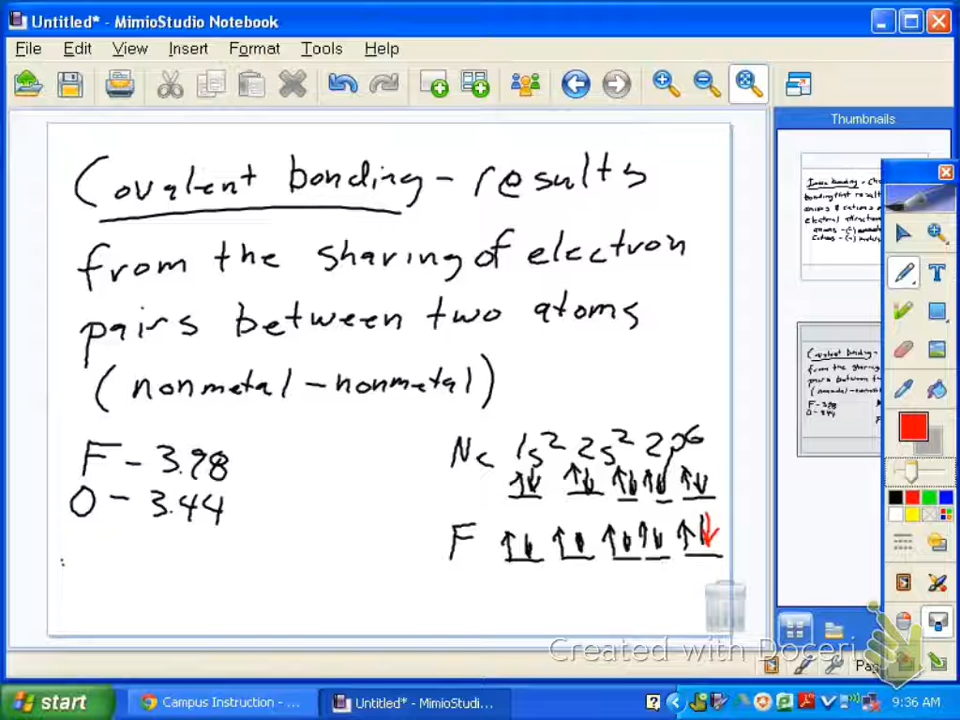 Untitled* - MimioStudio Notebook
File Edit View Insert Format Tools Help
Thumbnails
Covalent bonding - results
from the sharing of electron
pairs between two atoms
(nonmetal - nonmetal)
F - 3.98
O - 3.44
Ne 1s² 2s² 2p⁶
F
Created with Doceri
start
Campus Instruction - ...
Untitled* - MimioStudi...
9:36 AM